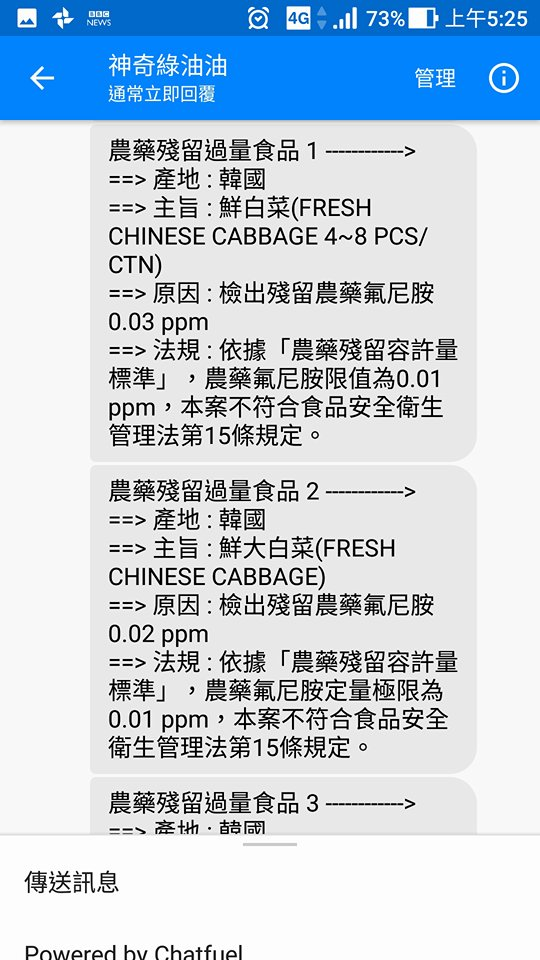 BBC
NEWS
4G
73%
上午5:25
神奇綠油油
通常立即回覆
管理
農藥殘留過量食品 1 ------------>
==> 產地 : 韓國
==> 主旨 : 鮮白菜(FRESH
CHINESE CABBAGE 4~8 PCS/
CTN)
==> 原因 : 檢出殘留農藥氟尼胺
0.03 ppm
==> 法規 : 依據「農藥殘留容許量
標準」，農藥氟尼胺限值為0.01
ppm，本案不符合食品安全衛生
管理法第15條規定。
農藥殘留過量食品 2 ------------>
==> 產地 : 韓國
==> 主旨 : 鮮大白菜(FRESH
CHINESE CABBAGE)
==> 原因 : 檢出殘留農藥氟尼胺
0.02 ppm
==> 法規 : 依據「農藥殘留容許量
標準」，農藥氟尼胺定量極限為
0.01 ppm，本案不符合食品安全
衛生管理法第15條規定。
農藥殘留過量食品 3 ------------>
==> 產地 : 韓國
傳送訊息
Powered by Chatfuel